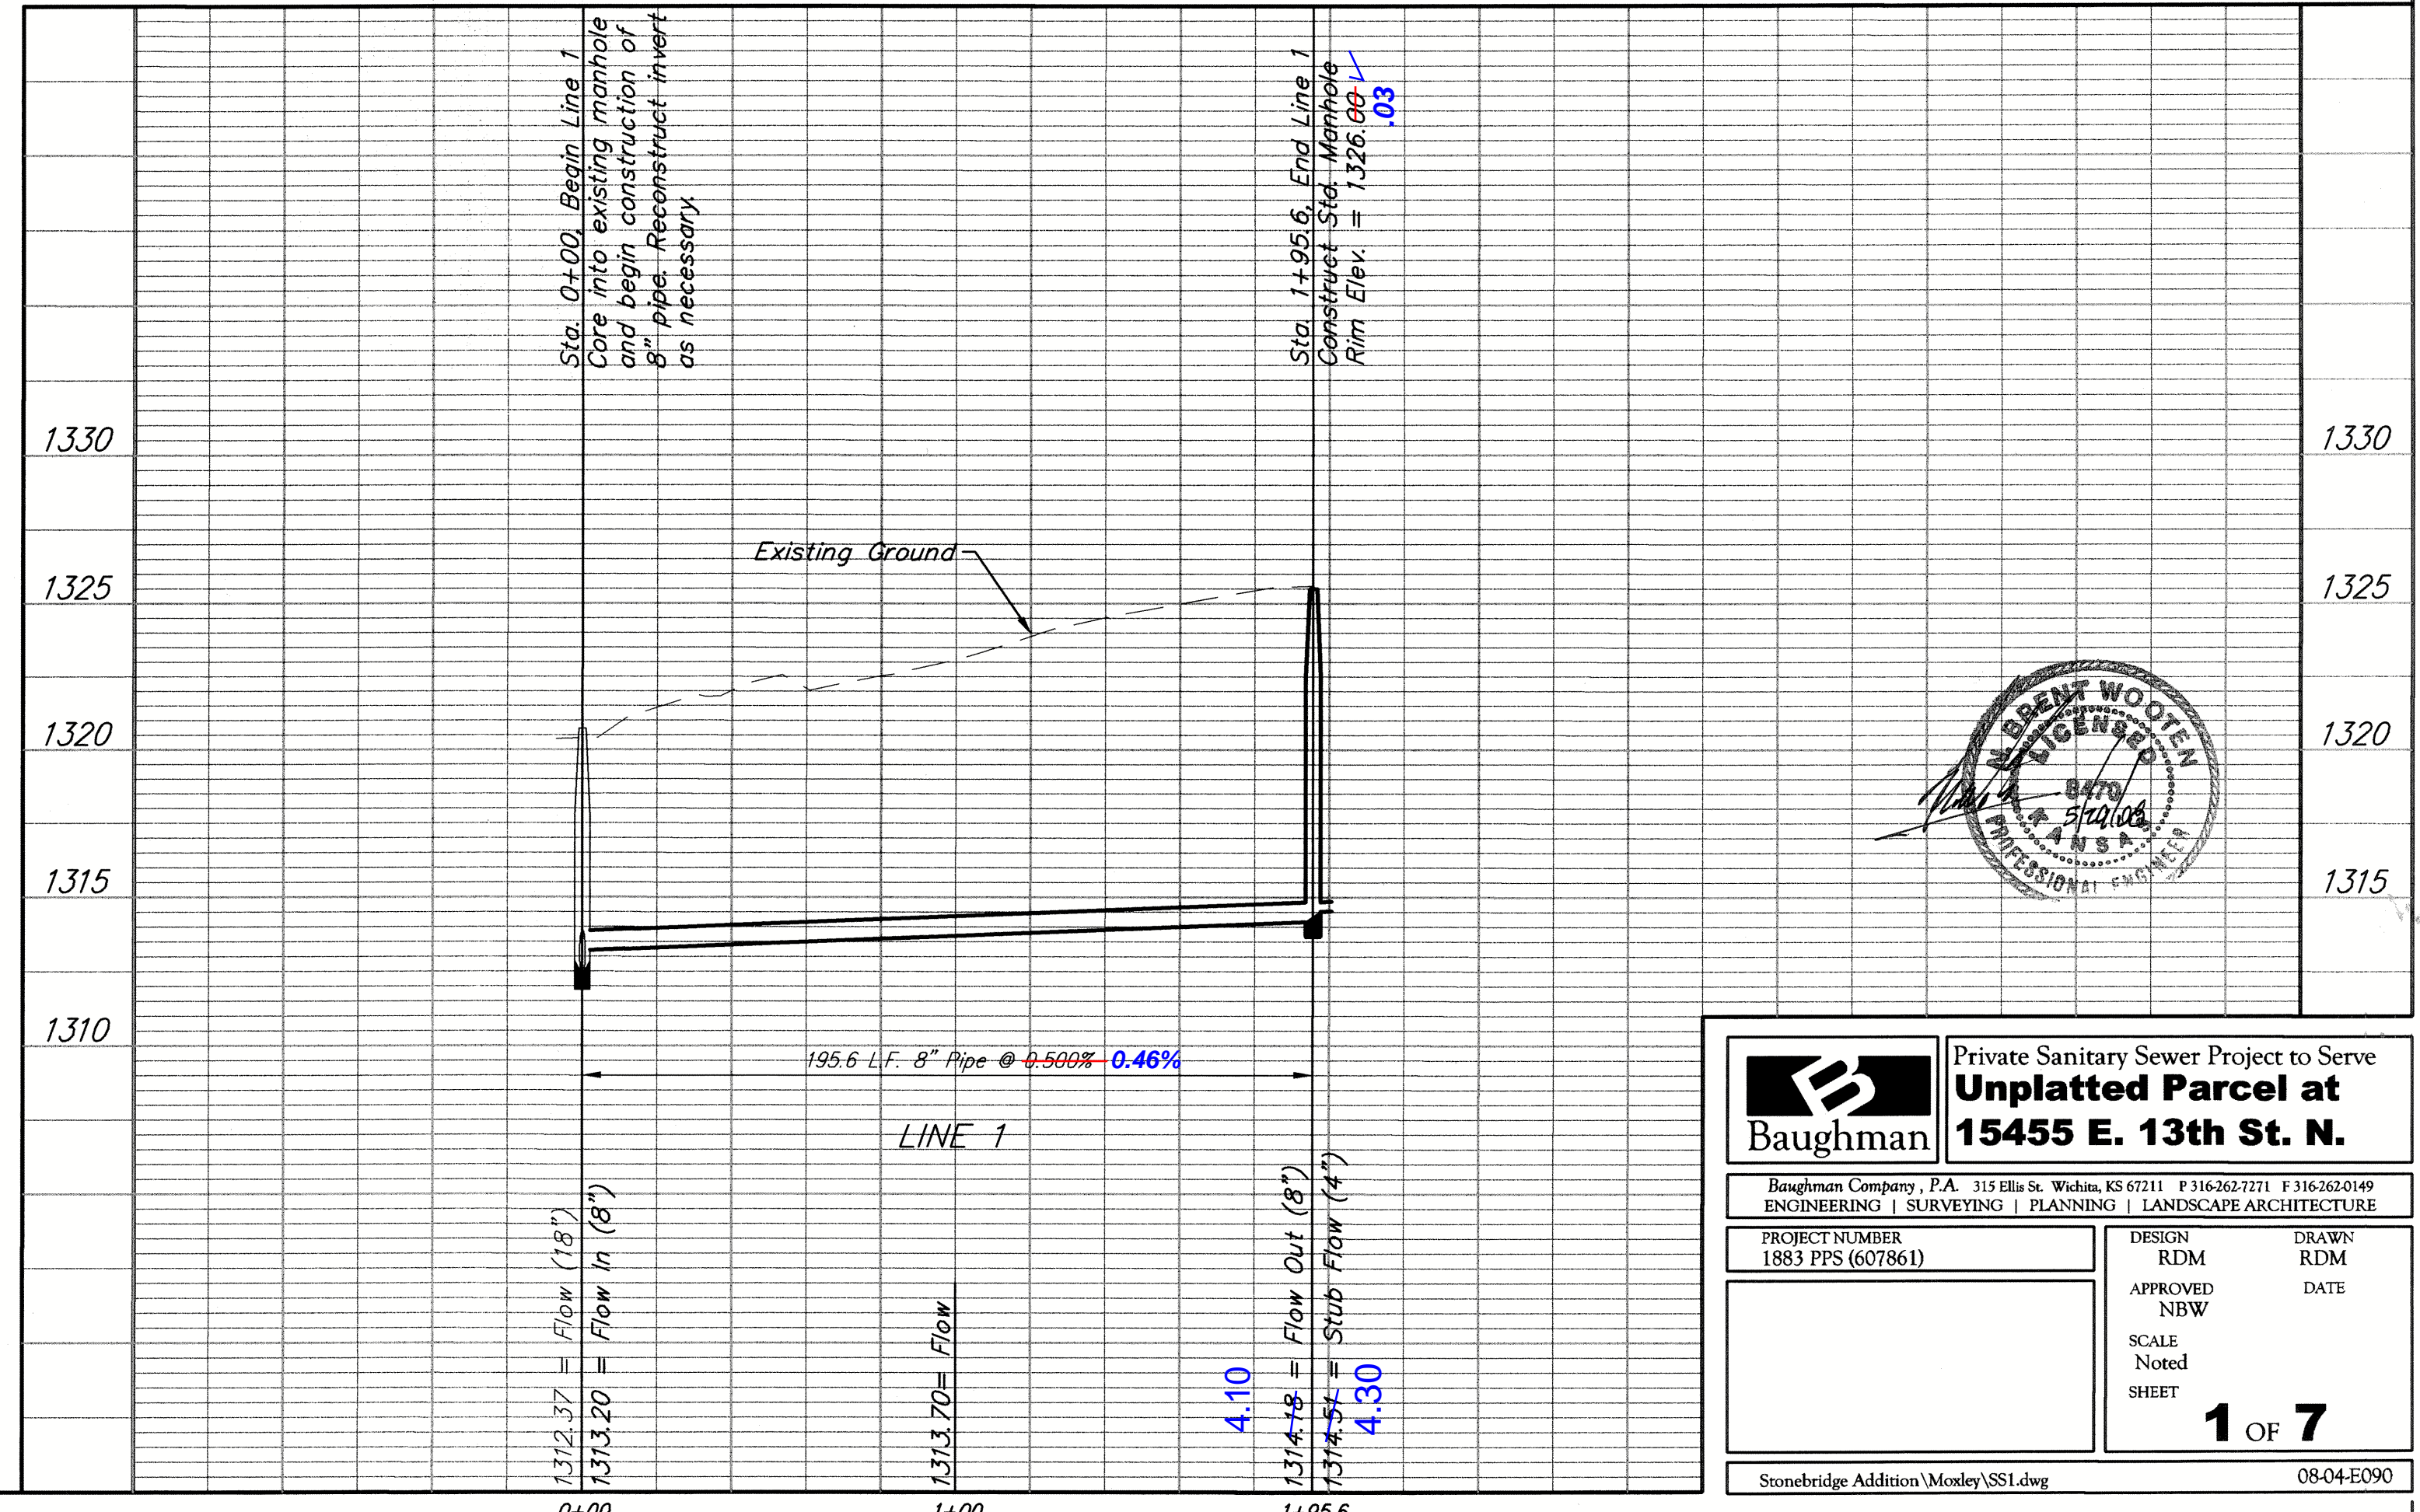 Sta. 0+00, Begin Line 1
Core into existing manhole
and begin construction of
8" pipe. Reconstruct invert
as necessary.
Sta. 1+95.6, End Line 1
Construct Std. Manhole
Rim Elev. = 1326.00
.03
1330
1330
Existing Ground
1325
1325
1320
1320
1315
1315
1310
N. BRENT WOOTEN
LICENSED
8470
5/29/08
KANSAS
PROFESSIONAL ENGINEER
195.6 L.F. 8" Pipe @ 0.500% 0.46%
LINE 1
1312.37 = Flow (18")
1313.20 = Flow In (8")
1313.70= Flow
4.10
1314.18 = Flow Out (8")
1314.51 = Stub Flow (4")
4.30
0+00
1+00
1+95.6
Baughman
Private Sanitary Sewer Project to Serve
Unplatted Parcel at
15455 E. 13th St. N.
Baughman Company, P.A. 315 Ellis St. Wichita, KS 67211 P 316-262-7271 F 316-262-0149
ENGINEERING | SURVEYING | PLANNING | LANDSCAPE ARCHITECTURE
PROJECT NUMBER
1883 PPS (607861)
DESIGN
RDM
DRAWN
RDM
APPROVED
NBW
DATE
SCALE
Noted
SHEET
1 OF 7
Stonebridge Addition\Moxley\SS1.dwg
08-04-E090